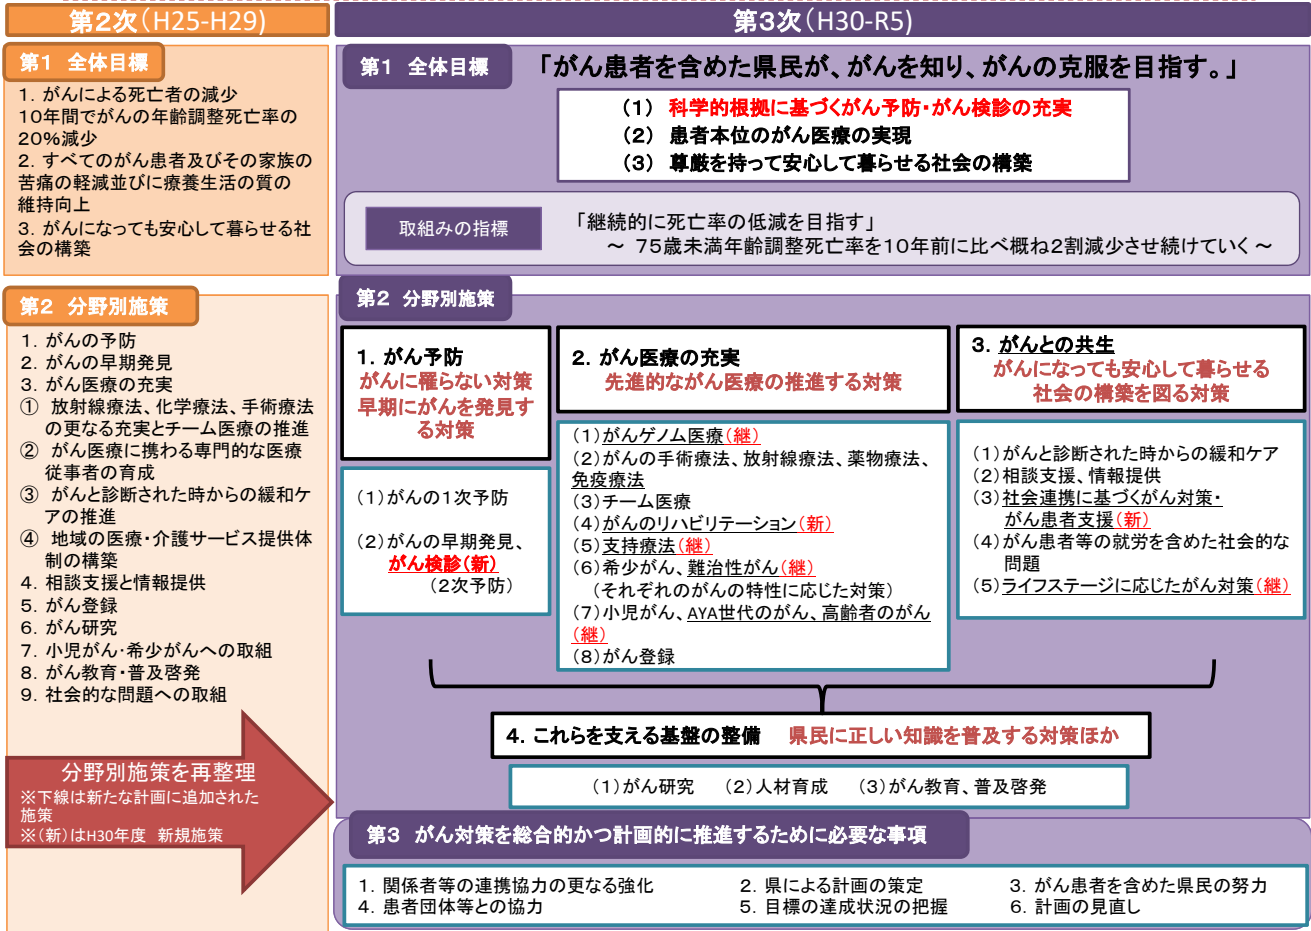 第2次(H25-H29)
第1 全体目標
1. がんによる死亡者の減少
10年間でがんの年齢調整死亡率の
20%減少
2. すべてのがん患者及びその家族の
苦痛の軽減並びに療養生活の質の
維持向上
3. がんになっても安心して暮らせる社
会の構築
第2 分野別施策
1. がんの予防
2. がんの早期発見
3. がん医療の充実
① 放射線療法、化学療法、手術療法
の更なる充実とチーム医療の推進
② がん医療に携わる専門的な医療
従事者の育成
③ がんと診断された時からの緩和ケ
アの推進
④ 地域の医療・介護サービス提供体
制の構築
4. 相談支援と情報提供
5. がん登録
6. がん研究
7. 小児がん・希少がんへの取組
8. がん教育・普及啓発
9. 社会的な問題への取組
分野別施策を再整理
※下線は新たな計画に追加された
施策
※(新)はH30年度 新規施策
第3次(H30-R5)
第1 全体目標
「がん患者を含めた県民が、がんを知り、がんの克服を目指す。」
(1) 科学的根拠に基づくがん予防・がん検診の充実
(2) 患者本位のがん医療の実現
(3) 尊厳を持って安心して暮らせる社会の構築
取組みの指標
「継続的に死亡率の低減を目指す」
~ 75歳未満年齢調整死亡率を10年前に比べ概ね2割減少させ続けていく ~
第2 分野別施策
1. がん予防
がんに罹らない対策
早期にがんを発見す
る対策
(1)がんの1次予防
(2)がんの早期発見、
がん検診(新)
(2次予防)
2. がん医療の充実
先進的ながん医療の推進する対策
(1)がんゲノム医療(継)
(2)がんの手術療法、放射線療法、薬物療法、
免疫療法
(3)チーム医療
(4)がんのリハビリテーション(新)
(5)支持療法(継)
(6)希少がん、難治性がん(継)
(それぞれのがんの特性に応じた対策)
(7)小児がん、AYA世代のがん、高齢者のがん
(継)
(8)がん登録
3. がんとの共生
がんになっても安心して暮らせる
社会の構築を図る対策
(1)がんと診断された時からの緩和ケア
(2)相談支援、情報提供
(3)社会連携に基づくがん対策・
がん患者支援(新)
(4)がん患者等の就労を含めた社会的な
問題
(5)ライフステージに応じたがん対策(継)
4. これらを支える基盤の整備 県民に正しい知識を普及する対策ほか
(1)がん研究 (2)人材育成 (3)がん教育、普及啓発
第3 がん対策を総合的かつ計画的に推進するために必要な事項
1. 関係者等の連携協力の更なる強化 2. 県による計画の策定 3. がん患者を含めた県民の努力
4. 患者団体等との協力 5. 目標の達成状況の把握 6. 計画の見直し